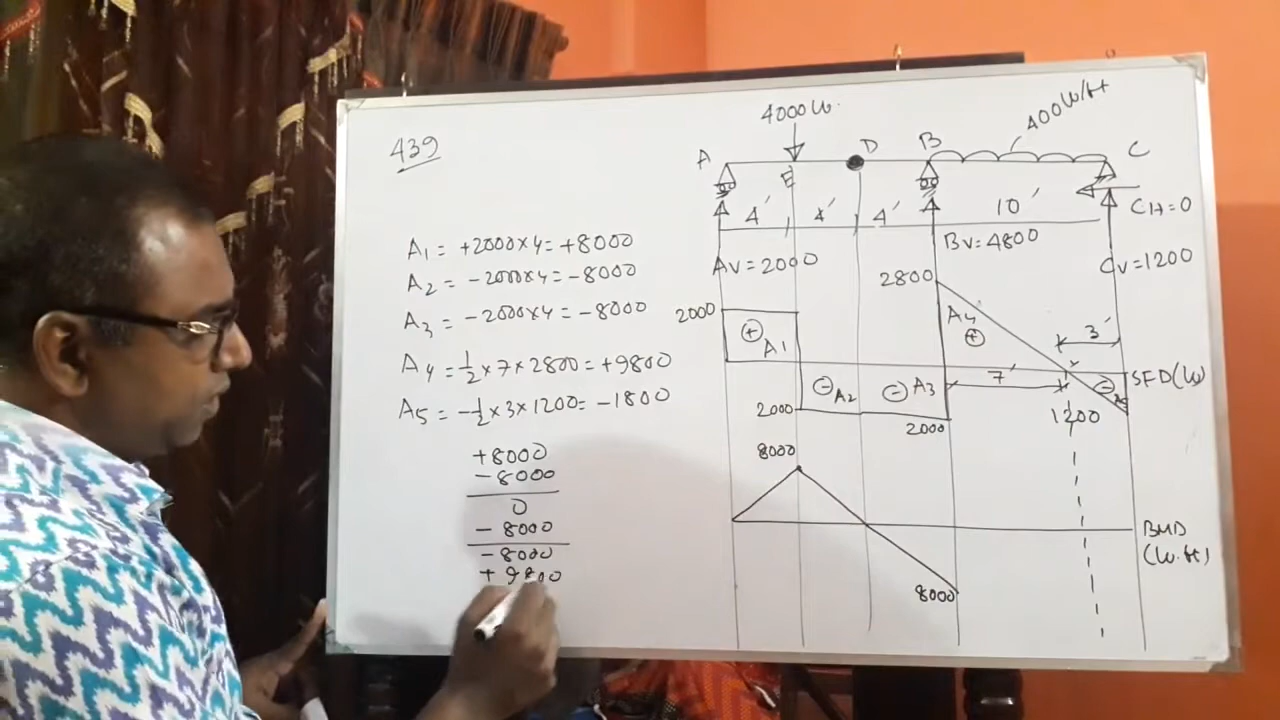 439
A1 = +2000×4= +8000
A2 = -2000×4= -8000
A3 = -2000×4= -8000
A4 = 1/2×7×2800= +9800
A5 = -1/2×3×1200= -1800
+8000
-8000
0
-8000
-8000
+9800
4000 lb.
A
E
D
B
400 lb/ft
C
4'
4'
4'
10'
CH=0
AV=2000
BV=4800
CV=1200
2000
+
A1
2800
A4
+
3'
- A2
- A3
7'
-
SFD(lb)
2000
2000
1200
8000
BMD
(lb.ft)
8000